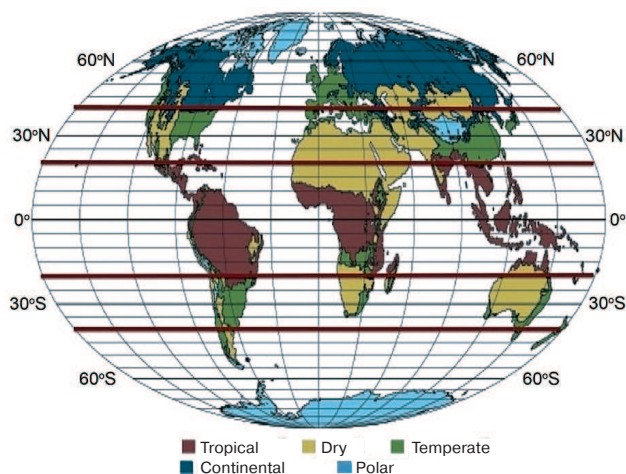 60ºN 60ºN
30ºN 30ºN
0º 0º
30ºS 30ºS
60ºS 60ºS
Tropical Dry Temperate
Continental Polar